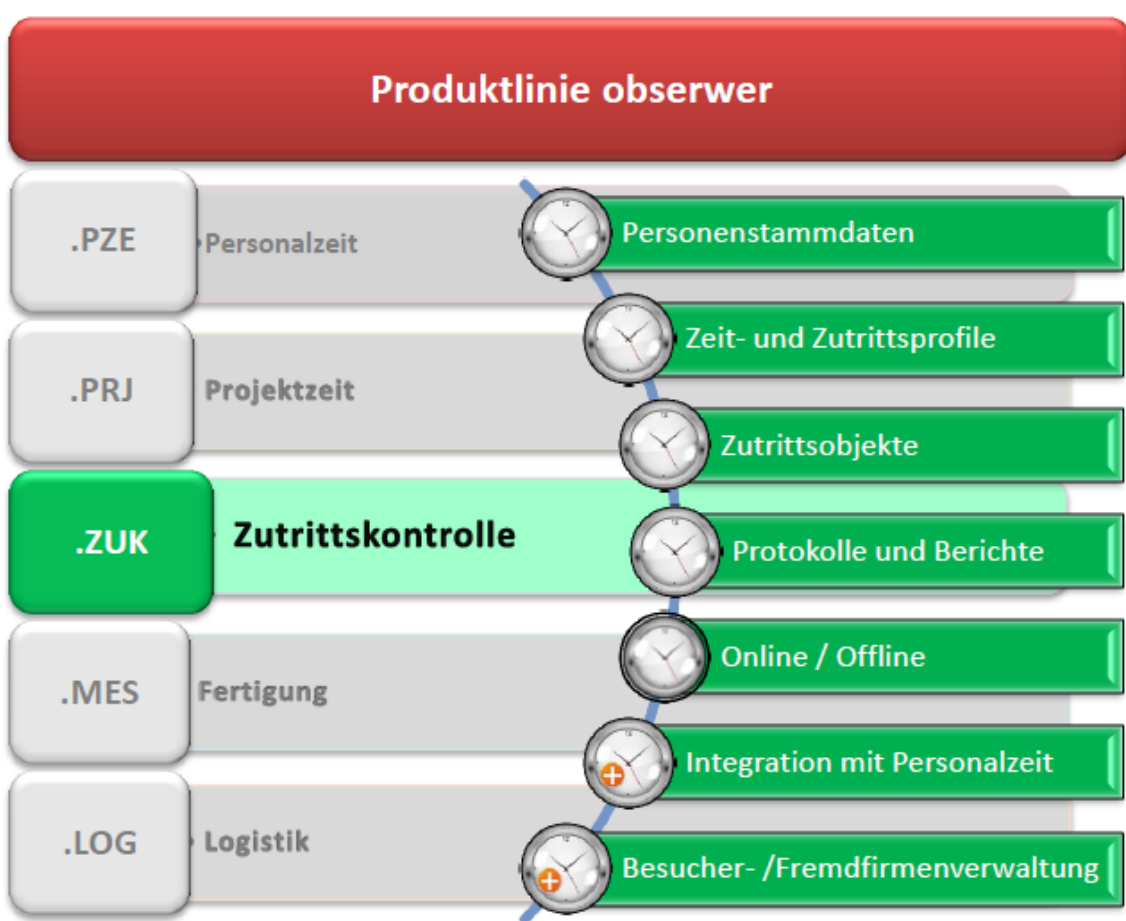 Produktlinie obserwer
.PZE
Personalzeit
.PRJ
Projektzeit
.ZUK
Zutrittskontrolle
.MES
Fertigung
.LOG
Logistik
Personenstammdaten
Zeit- und Zutrittsprofile
Zutrittsobjekte
Protokolle und Berichte
Online / Offline
Integration mit Personalzeit
Besucher- /Fremdfirmenverwaltung